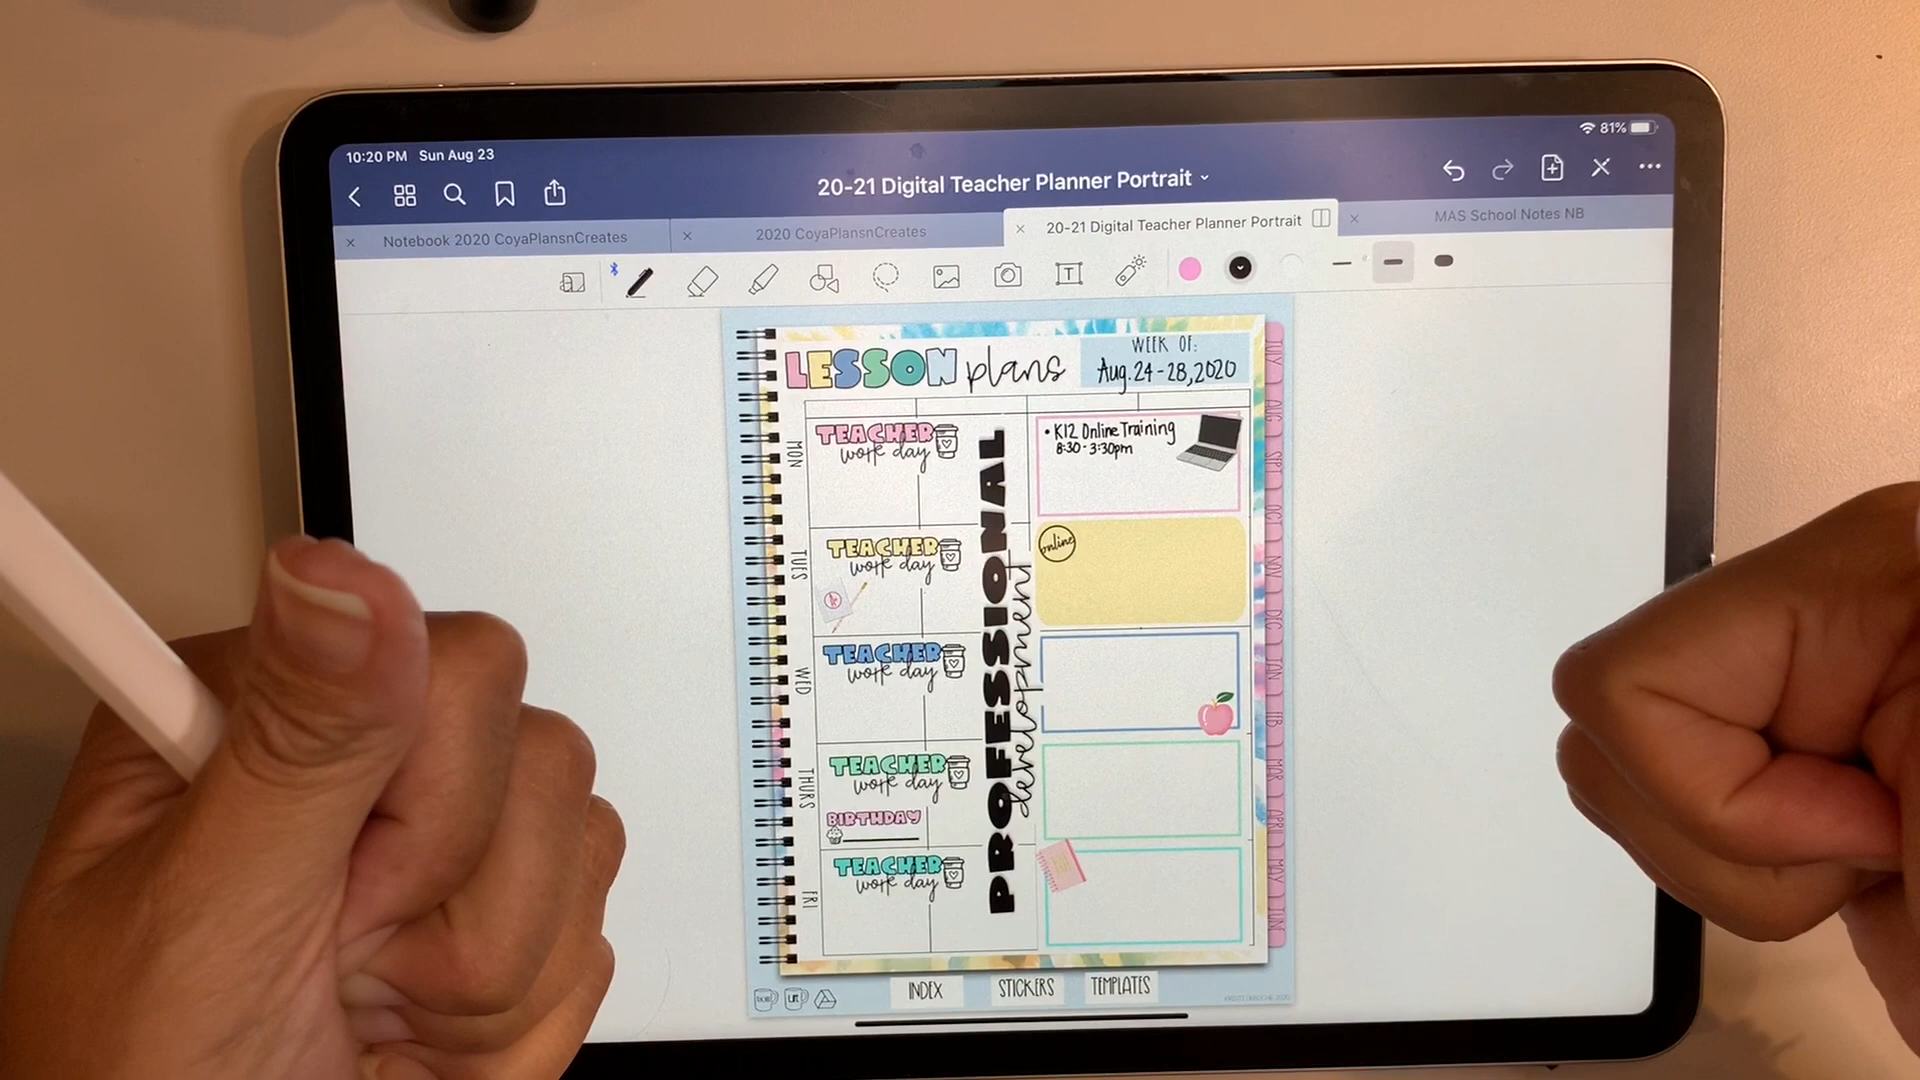 10:20 PM Sun Aug 23
81%
20-21 Digital Teacher Planner Portrait
Notebook 2020 CoyaPlansnCreates
2020 CoyaPlansnCreates
20-21 Digital Teacher Planner Portrait
MAS School Notes NB
LESSON plans
WEEK OF:
Aug. 24-28, 2020
MON
TEACHER
work day
• K12 Online Training
8:30 - 3:30pm
TUES
TEACHER
work day
online
WED
TEACHER
work day
THURS
TEACHER
work day
BIRTHDAY
FRI
TEACHER
work day
PROFESSIONAL
development
JULY
AUG
SEPT
OCT
NOV
DEC
JAN
FEB
MAR
APRIL
MAY
JUNE
INDEX
STICKERS
TEMPLATES